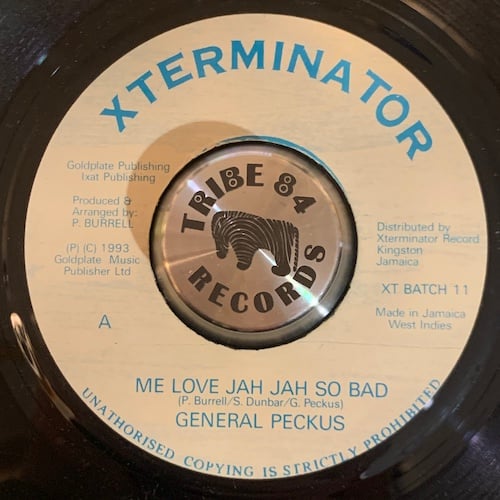 XTERMINATOR
Goldplate Publishing
Ixat Publishing
Produced &
Arranged by:
P. BURRELL
(P) (C) 1993
Goldplate Music
Publisher Ltd
A
TRIBE 84
RECORDS
Distributed by
Xterminator Record
Kingston
Jamaica
XT BATCH 11
Made in Jamaica
West Indies
ME LOVE JAH JAH SO BAD
(P. Burrell/S. Dunbar/G. Peckus)
GENERAL PECKUS
UNATHORISED COPYING IS STRICTLY PROHIBITED